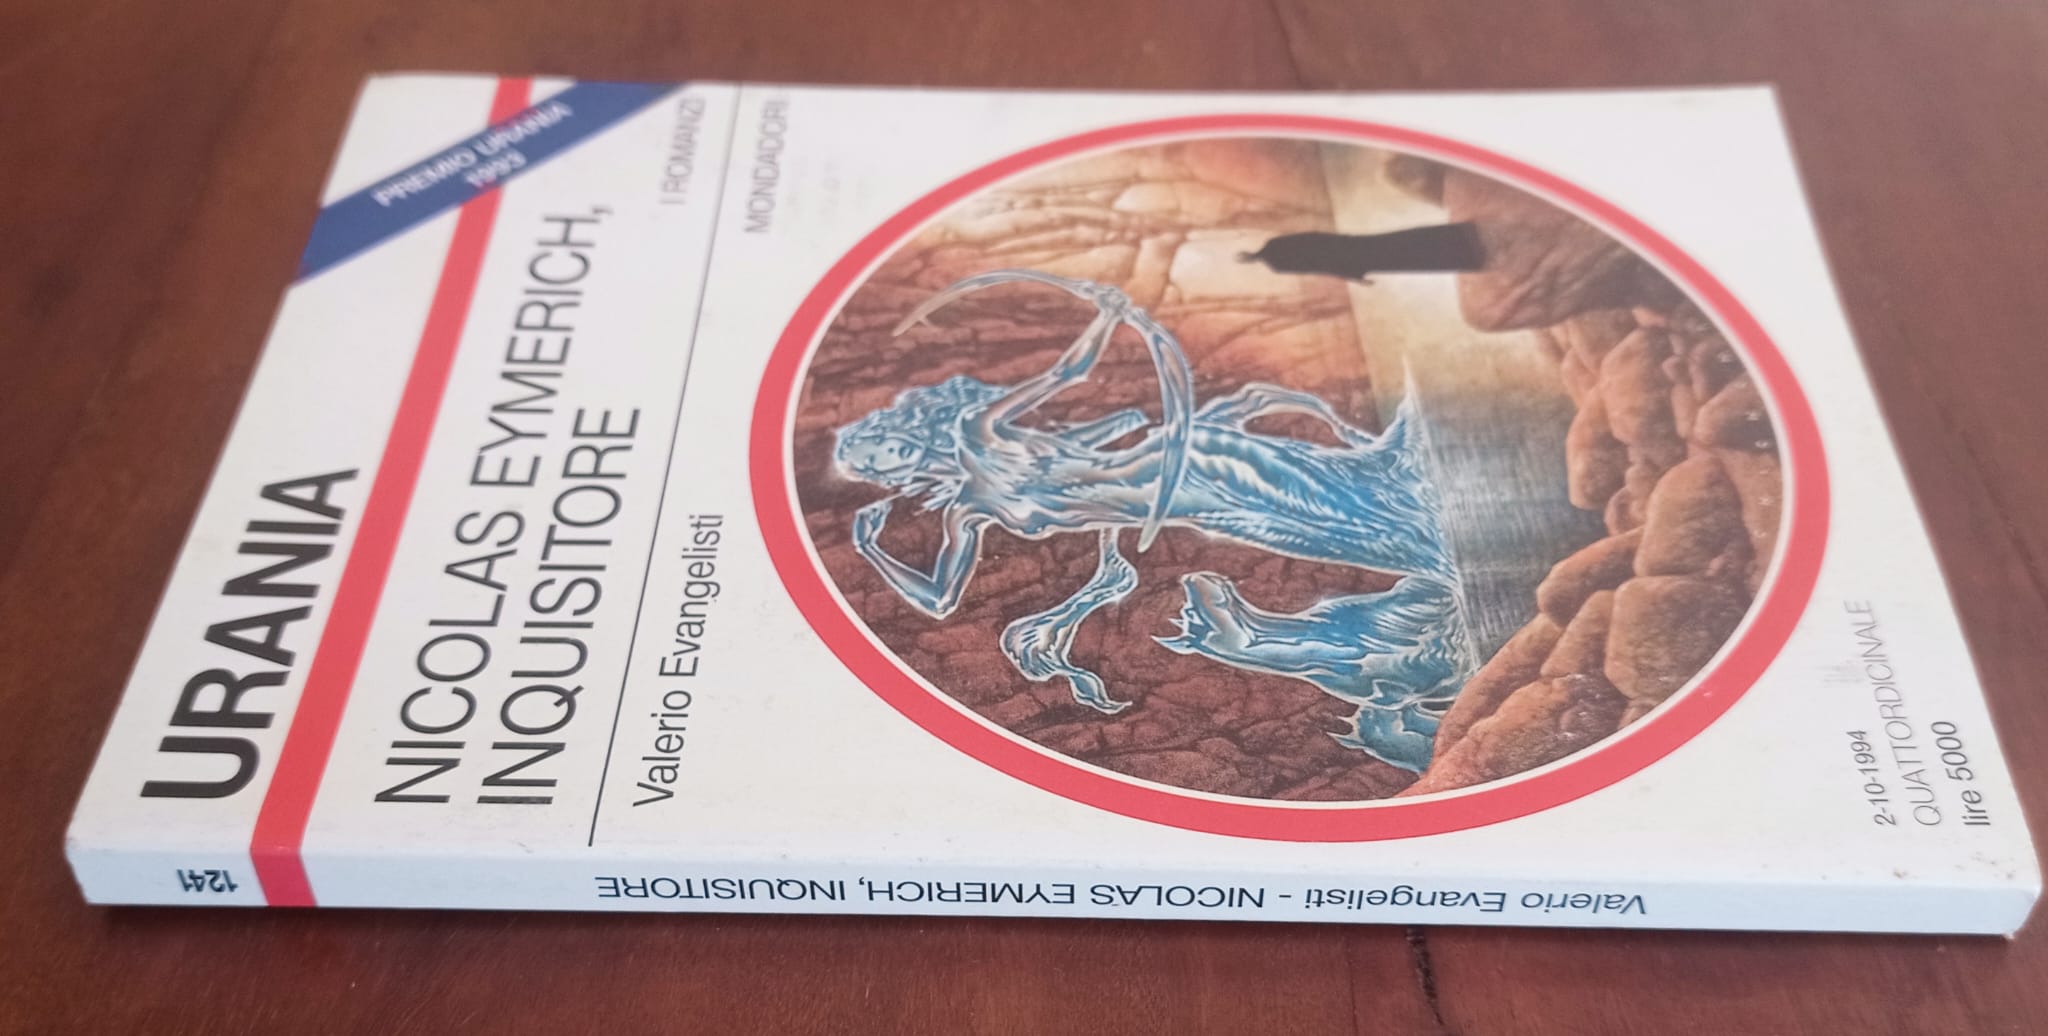 URANIA
PREMIO URANIA
1993
NICOLAS EYMERICH,
INQUISITORE
I ROMANZI
Valerio Evangelisti
MONDADORI
2-10-1994
QUATTORDICINALE
lire 5000
1241
Valerio Evangelisti - NICOLAS EYMERICH, INQUISITORE